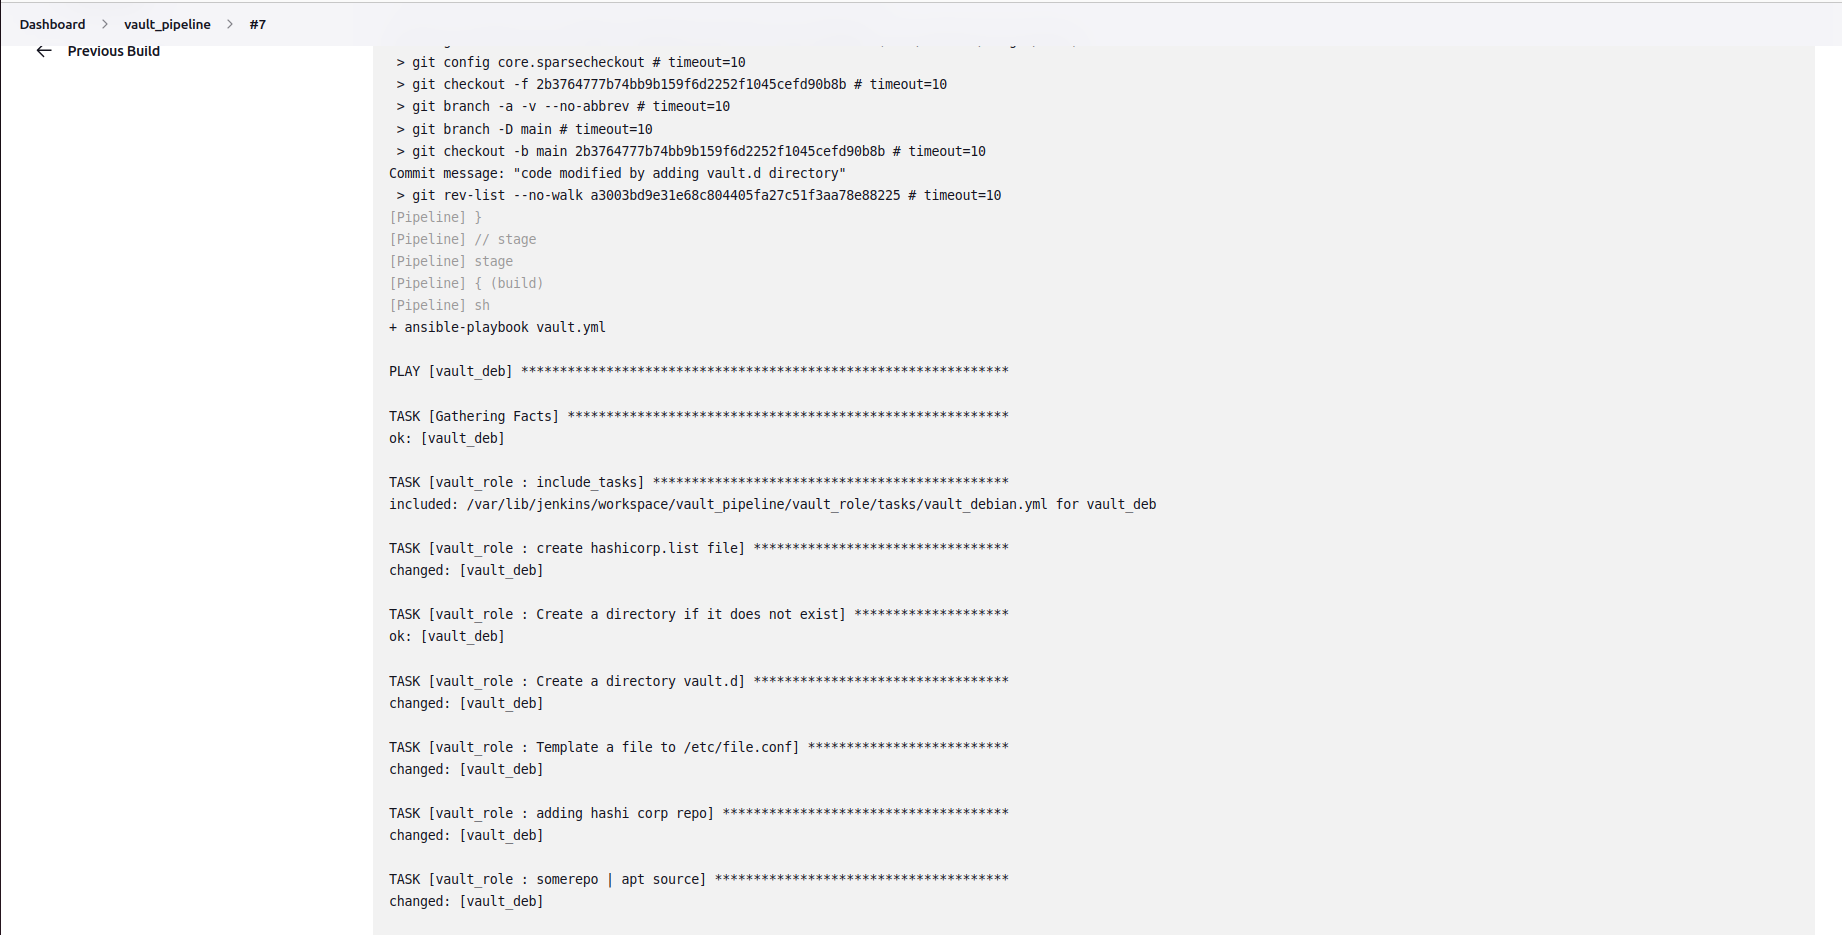 Dashboard > vault_pipeline > #7
Previous Build
> git config core.sparsecheckout # timeout=10
> git checkout -f 2b3764777b74bb9b159f6d2252f1045cefd90b8b # timeout=10
> git branch -a -v --no-abbrev # timeout=10
> git branch -D main # timeout=10
> git checkout -b main 2b3764777b74bb9b159f6d2252f1045cefd90b8b # timeout=10
Commit message: "code modified by adding vault.d directory"
> git rev-list --no-walk a3003bd9e31e68c804405fa27c51f3aa78e88225 # timeout=10
[Pipeline] }
[Pipeline] // stage
[Pipeline] stage
[Pipeline] { (build)
[Pipeline] sh
+ ansible-playbook vault.yml
PLAY [vault_deb] ***************************************************************
TASK [Gathering Facts] *********************************************************
ok: [vault_deb]
TASK [vault_role : include_tasks] **********************************************
included: /var/lib/jenkins/workspace/vault_pipeline/vault_role/tasks/vault_debian.yml for vault_deb
TASK [vault_role : create hashicorp.list file] *********************************
changed: [vault_deb]
TASK [vault_role : Create a directory if it does not exist] ********************
ok: [vault_deb]
TASK [vault_role : Create a directory vault.d] *********************************
changed: [vault_deb]
TASK [vault_role : Template a file to /etc/file.conf] **************************
changed: [vault_deb]
TASK [vault_role : adding hashi corp repo] *************************************
changed: [vault_deb]
TASK [vault_role : somerepo | apt source] **************************************
changed: [vault_deb]